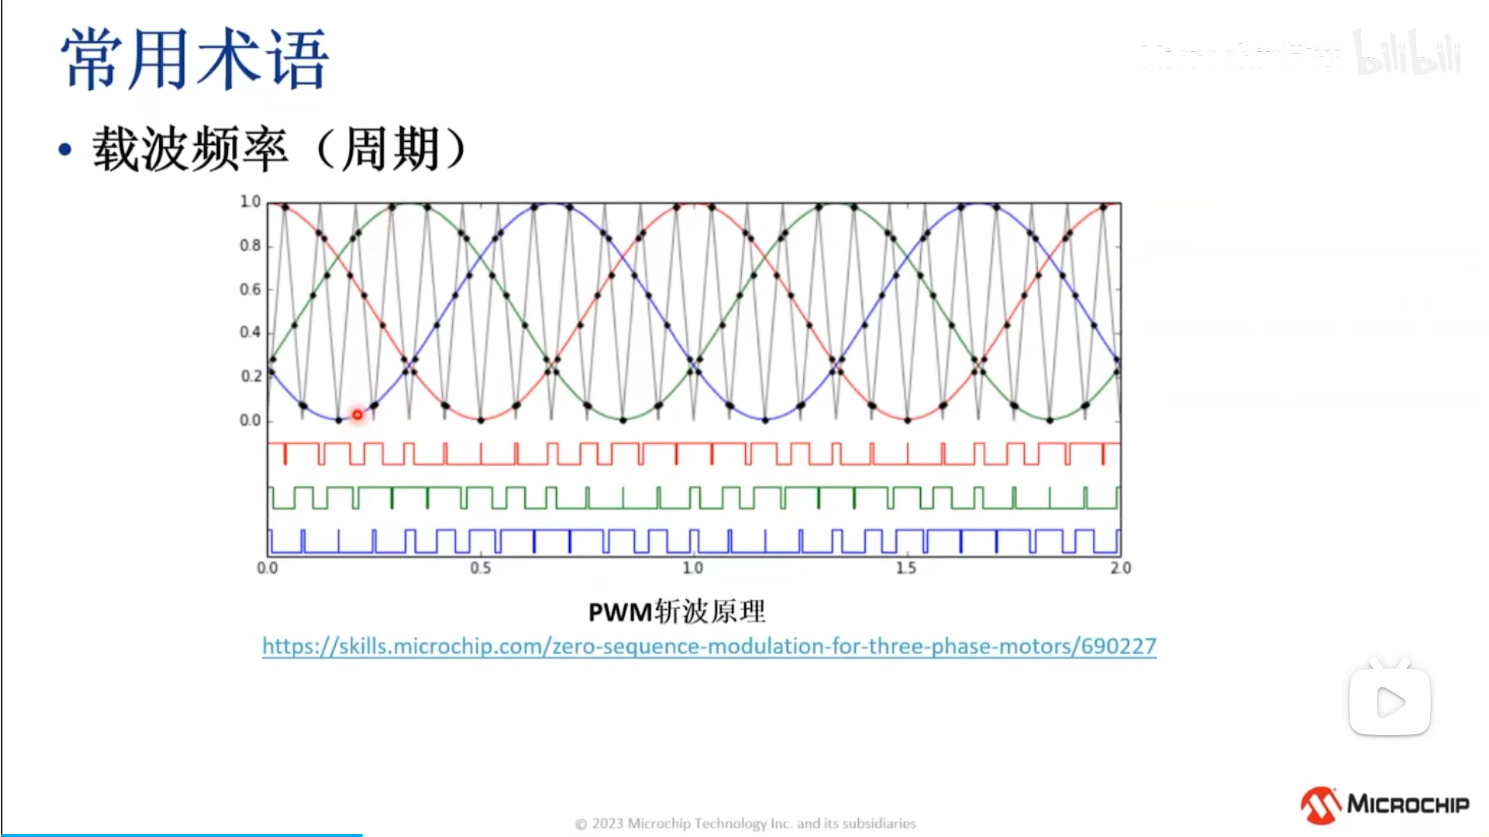 常用术语
bilibili
• 载波频率（周期）
1.0
0.8
0.6
0.4
0.2
0.0
0.0 0.5 1.0 1.5 2.0
PWM斩波原理
https://skills.microchip.com/zero-sequence-modulation-for-three-phase-motors/690227
MICROCHIP
© 2023 Microchip Technology Inc. and its subsidiaries